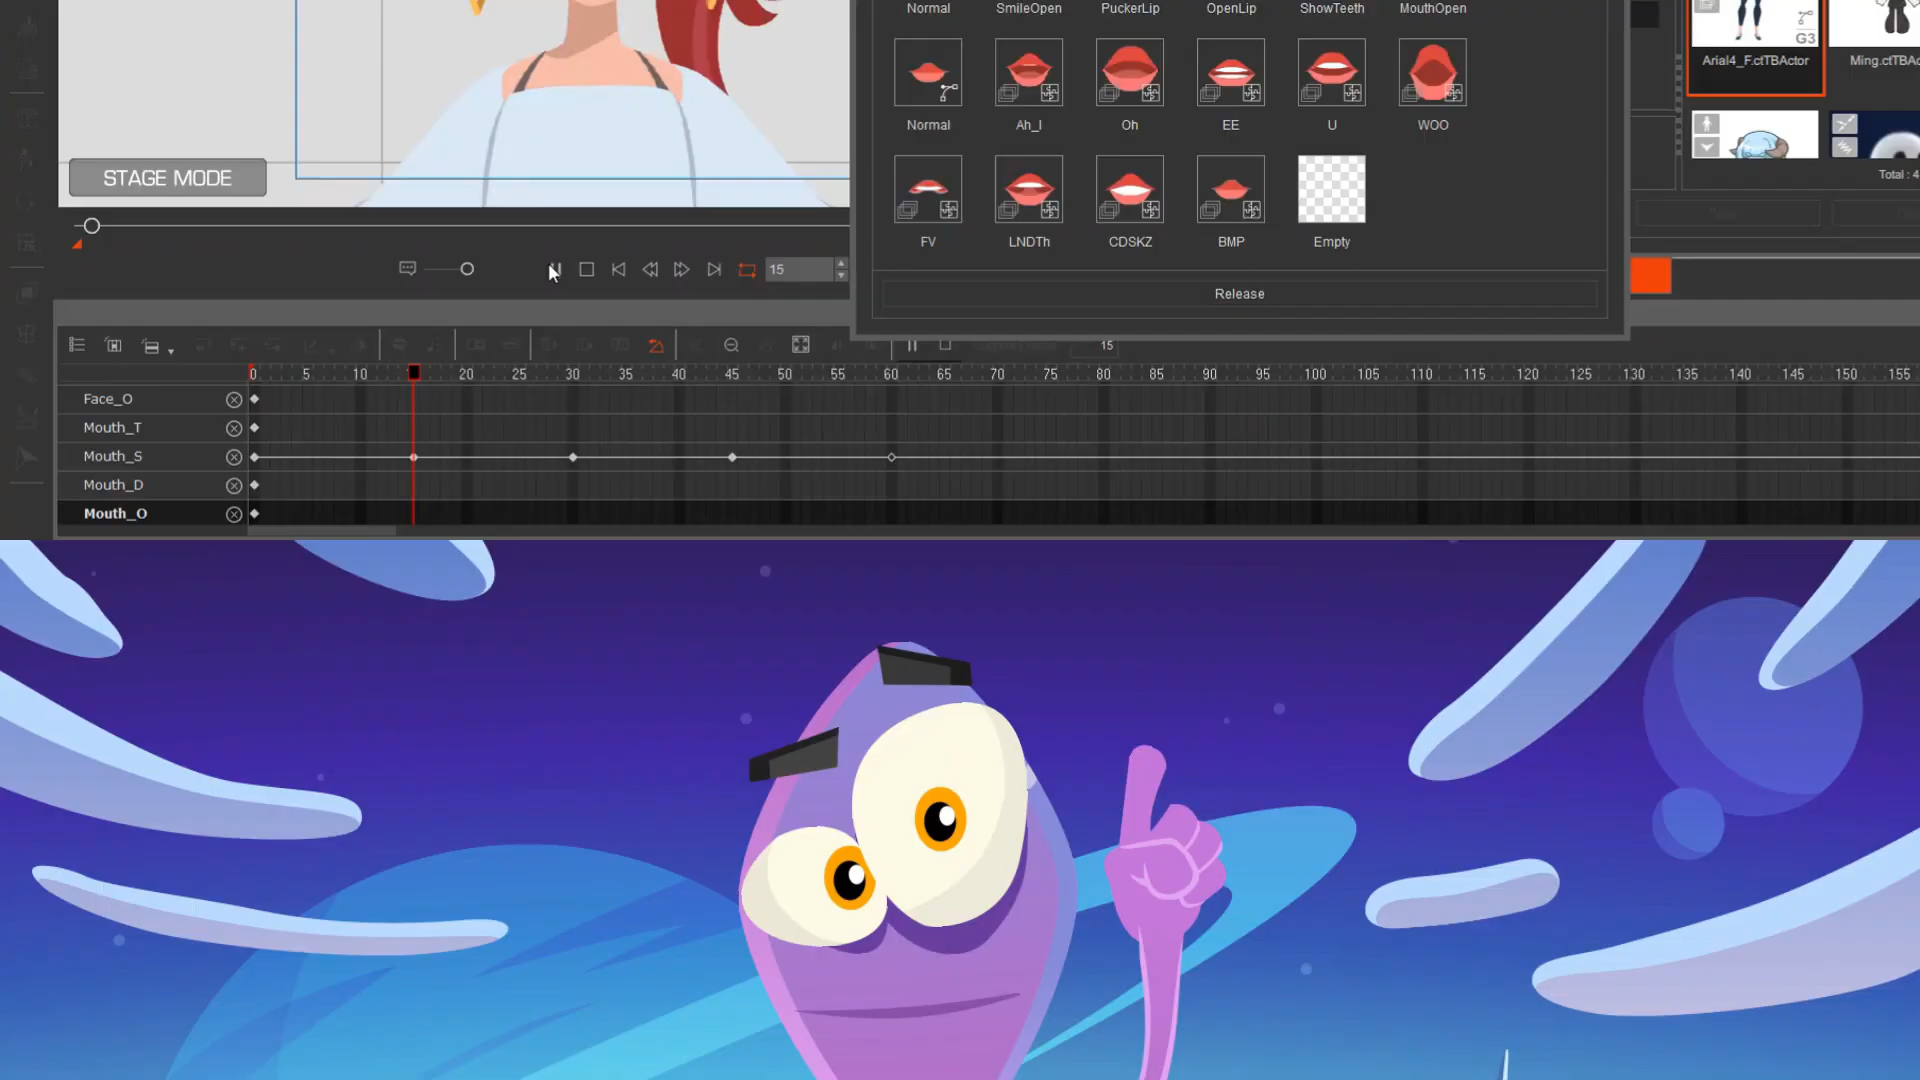 Normal SmileOpen PuckerLip OpenLip ShowTeeth MouthOpen
G3
Arial4_F.ctTBActor
Normal Ah_I Oh EE U WOO
STAGE MODE
Total : 4
FV LNDTh CDSKZ BMP Empty
15
Release
15
0 5 10 20 25 30 35 40 45 50 55 60 65 70 75 80 85 90 95 100 105 110 115 120 125 130 135 140 145 150 155
Face_O
Mouth_T
Mouth_S
Mouth_D
Mouth_O